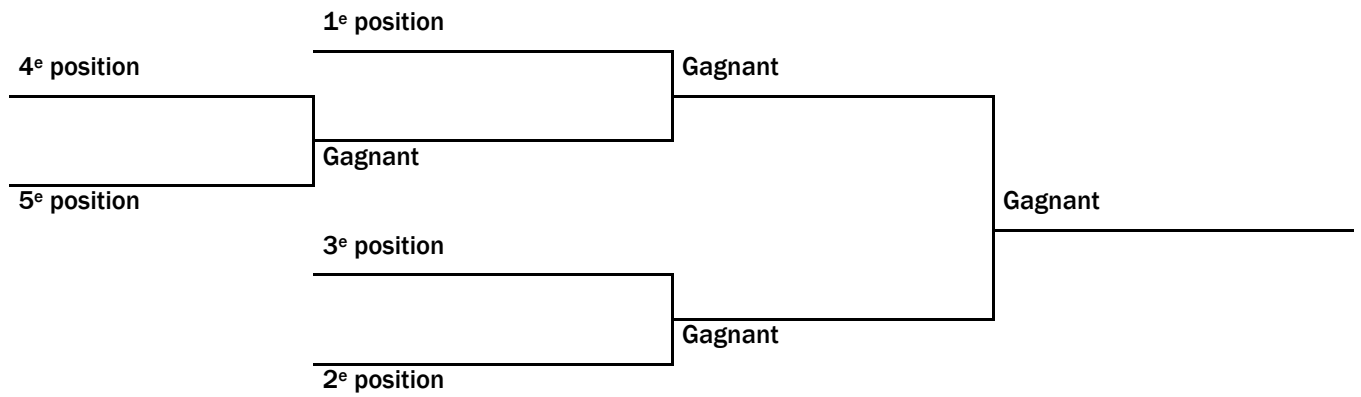 1ᵉ position
4ᵉ position
Gagnant
Gagnant
5ᵉ position
Gagnant
3ᵉ position
Gagnant
2ᵉ position